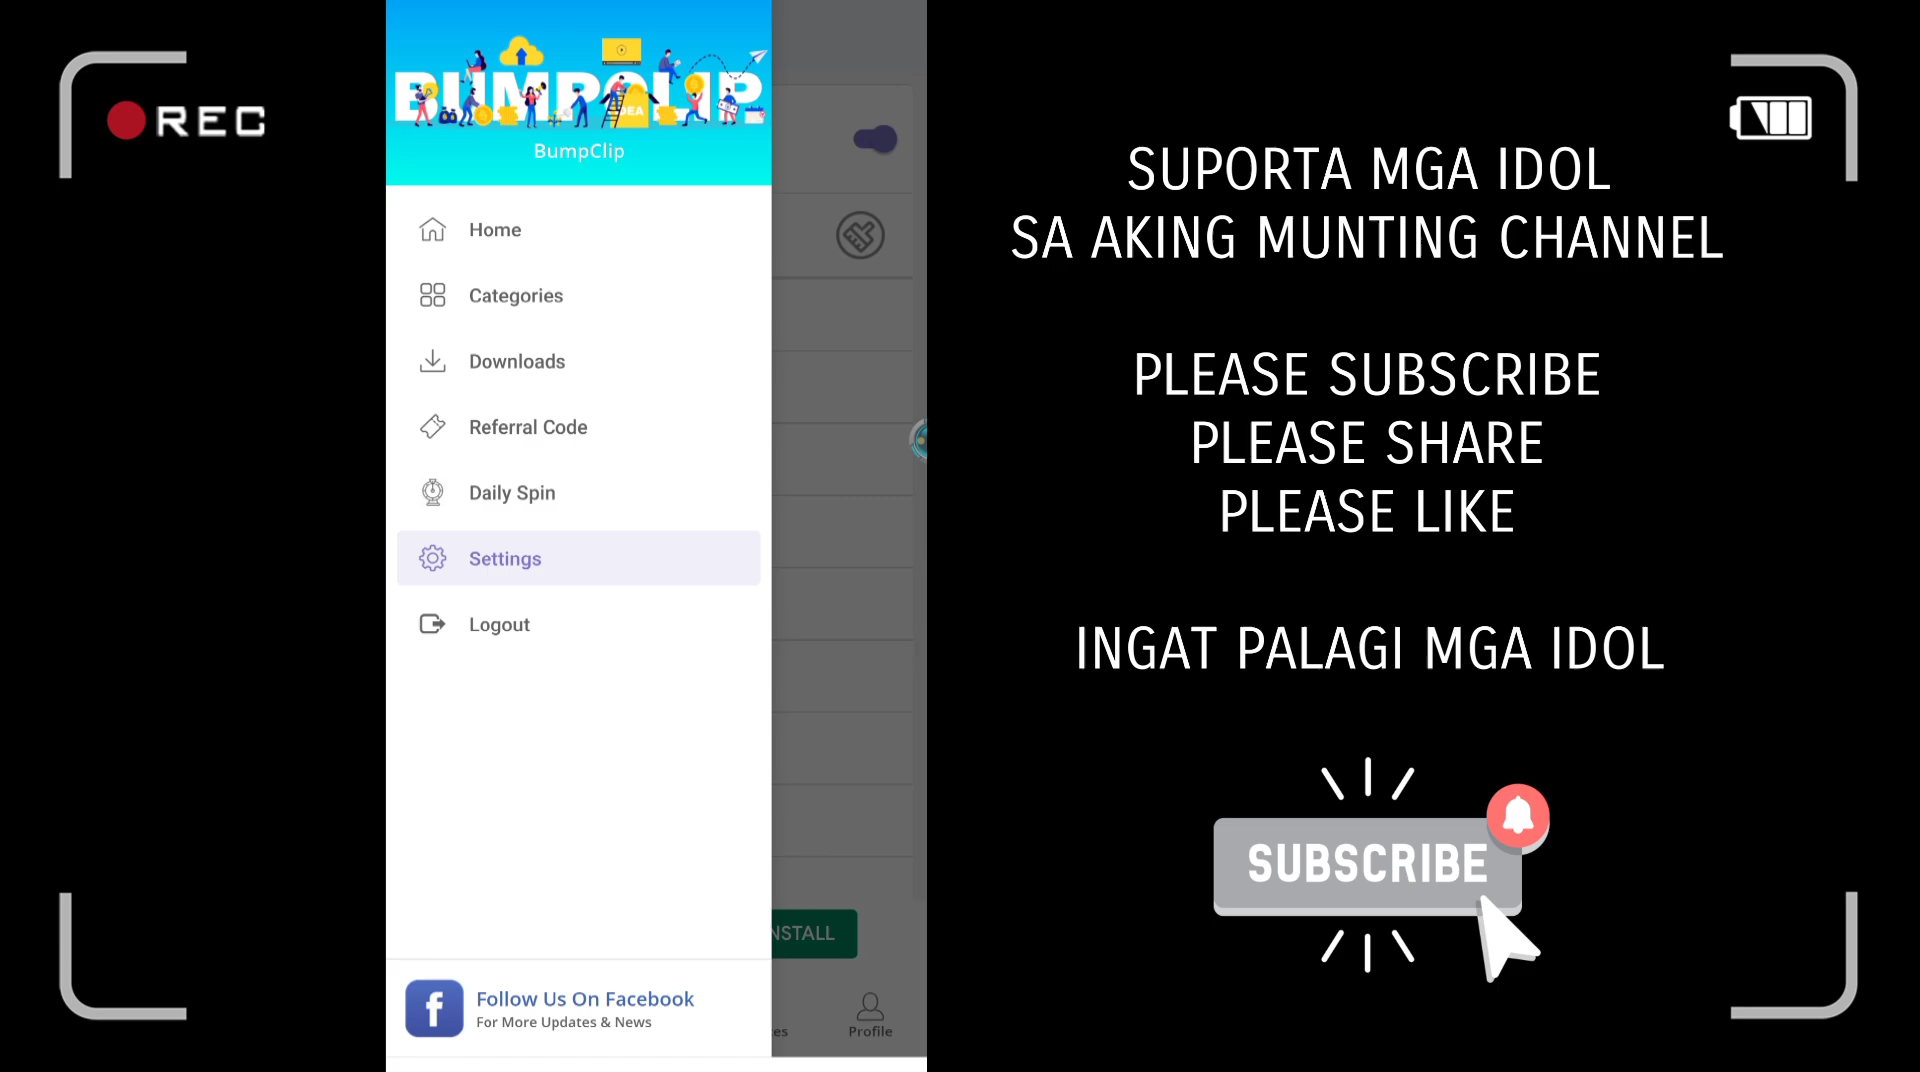 REC
BUMPCLIP
IDEA
BumpClip
Home
Categories
Downloads
Referral Code
Daily Spin
Settings
Logout
NSTALL
Follow Us On Facebook
For More Updates & News
es
Profile
SUPORTA MGA IDOL
SA AKING MUNTING CHANNEL
PLEASE SUBSCRIBE
PLEASE SHARE
PLEASE LIKE
INGAT PALAGI MGA IDOL
SUBSCRIBE